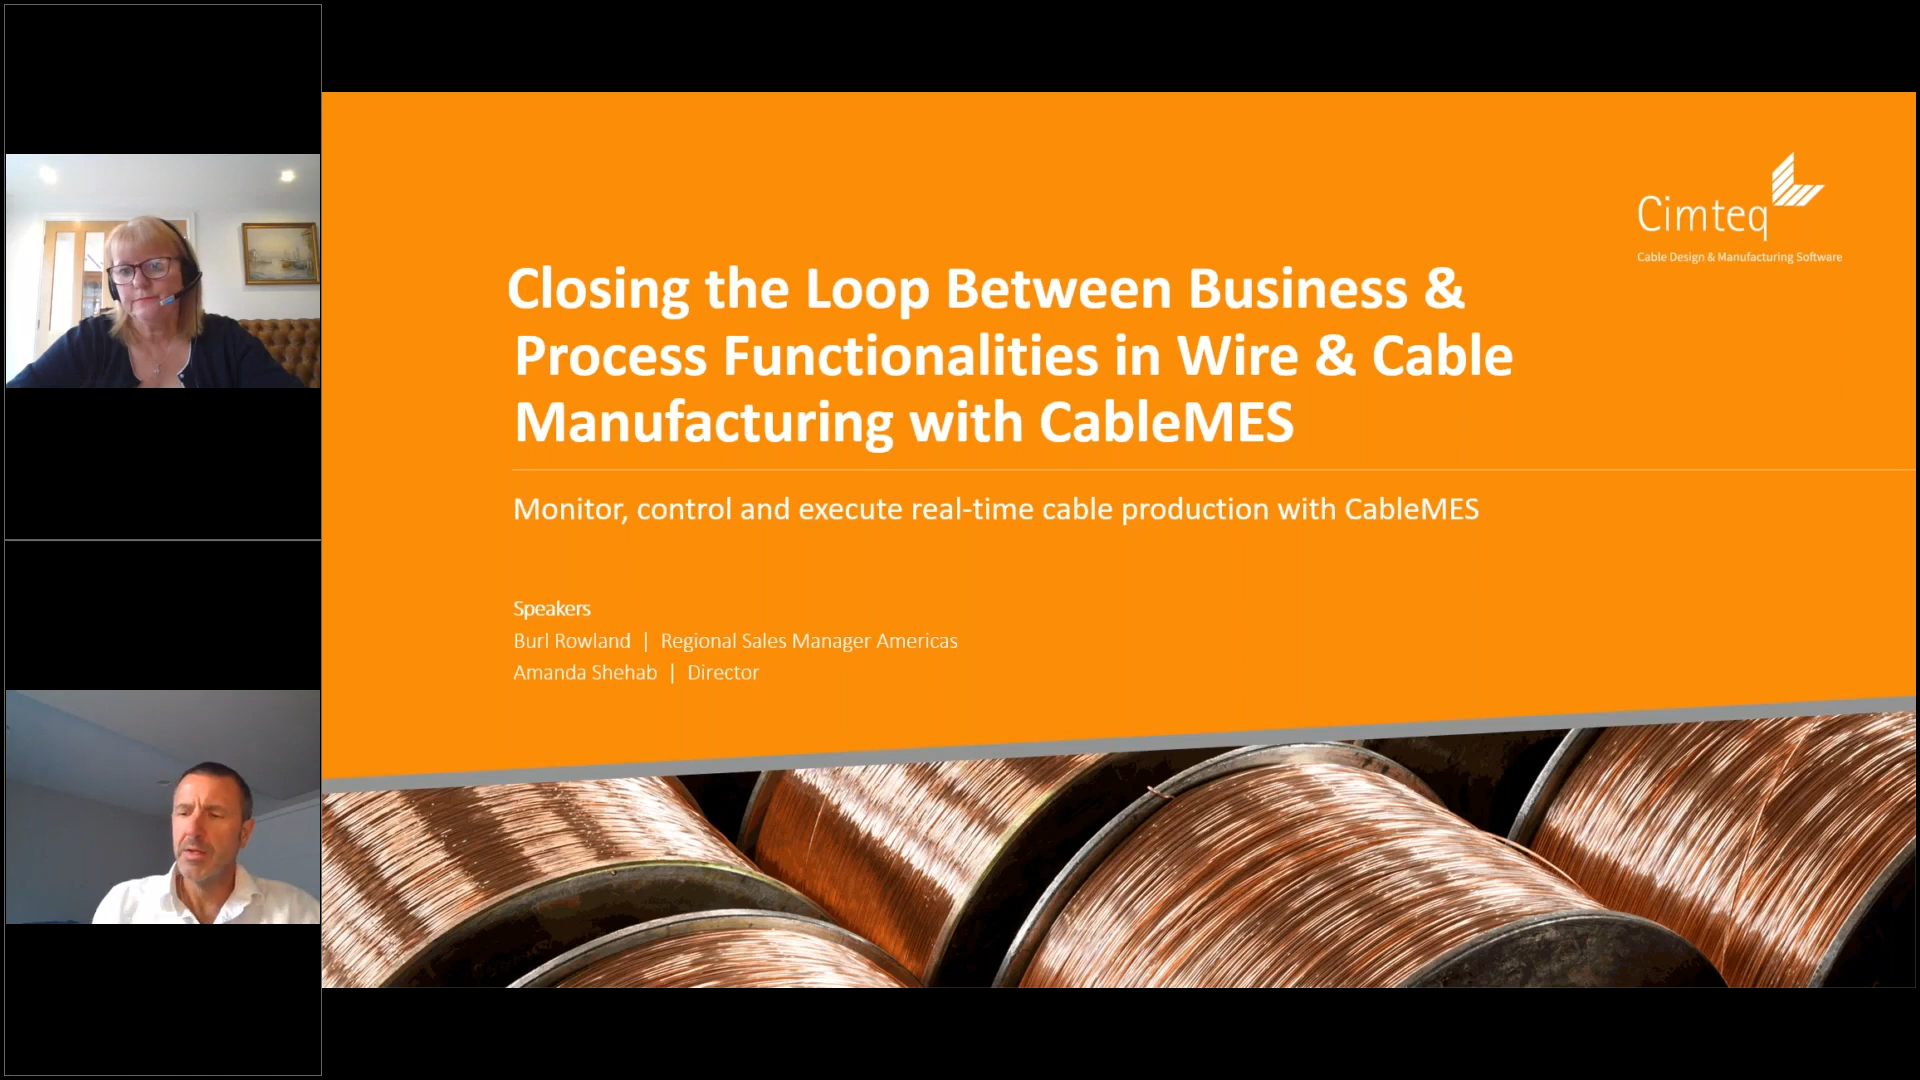 Cimteq
Cable Design & Manufacturing Software
Closing the Loop Between Business &
Process Functionalities in Wire & Cable
Manufacturing with CableMES
Monitor, control and execute real-time cable production with CableMES
Speakers
Burl Rowland | Regional Sales Manager Americas
Amanda Shehab | Director